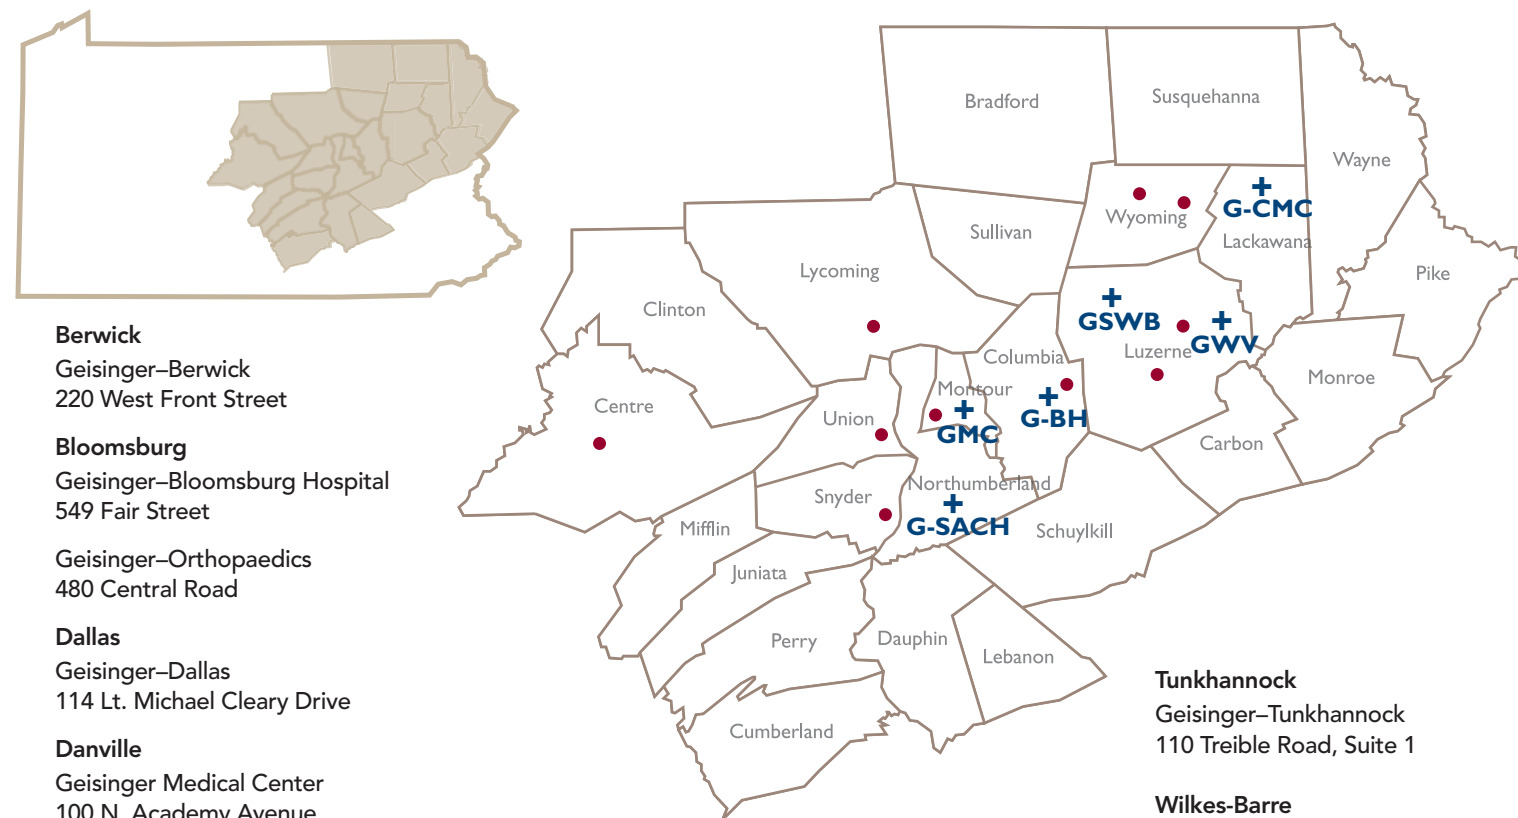 Berwick
Geisinger–Berwick
220 West Front Street
Bloomsburg
Geisinger–Bloomsburg Hospital
549 Fair Street
Geisinger–Orthopaedics
480 Central Road
Dallas
Geisinger–Dallas
114 Lt. Michael Cleary Drive
Danville
Geisinger Medical Center
100 N. Academy Avenue
Bradford
Susquehanna
Wayne
Wyoming
G-CMC
Lackawana
Sullivan
Lycoming
Pike
Clinton
GSWB
GWV
Luzerne
Columbia
Monroe
Montour
Centre
Union
GMC
G-BH
Carbon
Northumberland
Snyder
G-SACH
Mifflin
Schuylkill
Juniata
Perry
Dauphin
Lebanon
Cumberland
Tunkhannock
Geisinger–Tunkhannock
110 Treible Road, Suite 1
Wilkes-Barre